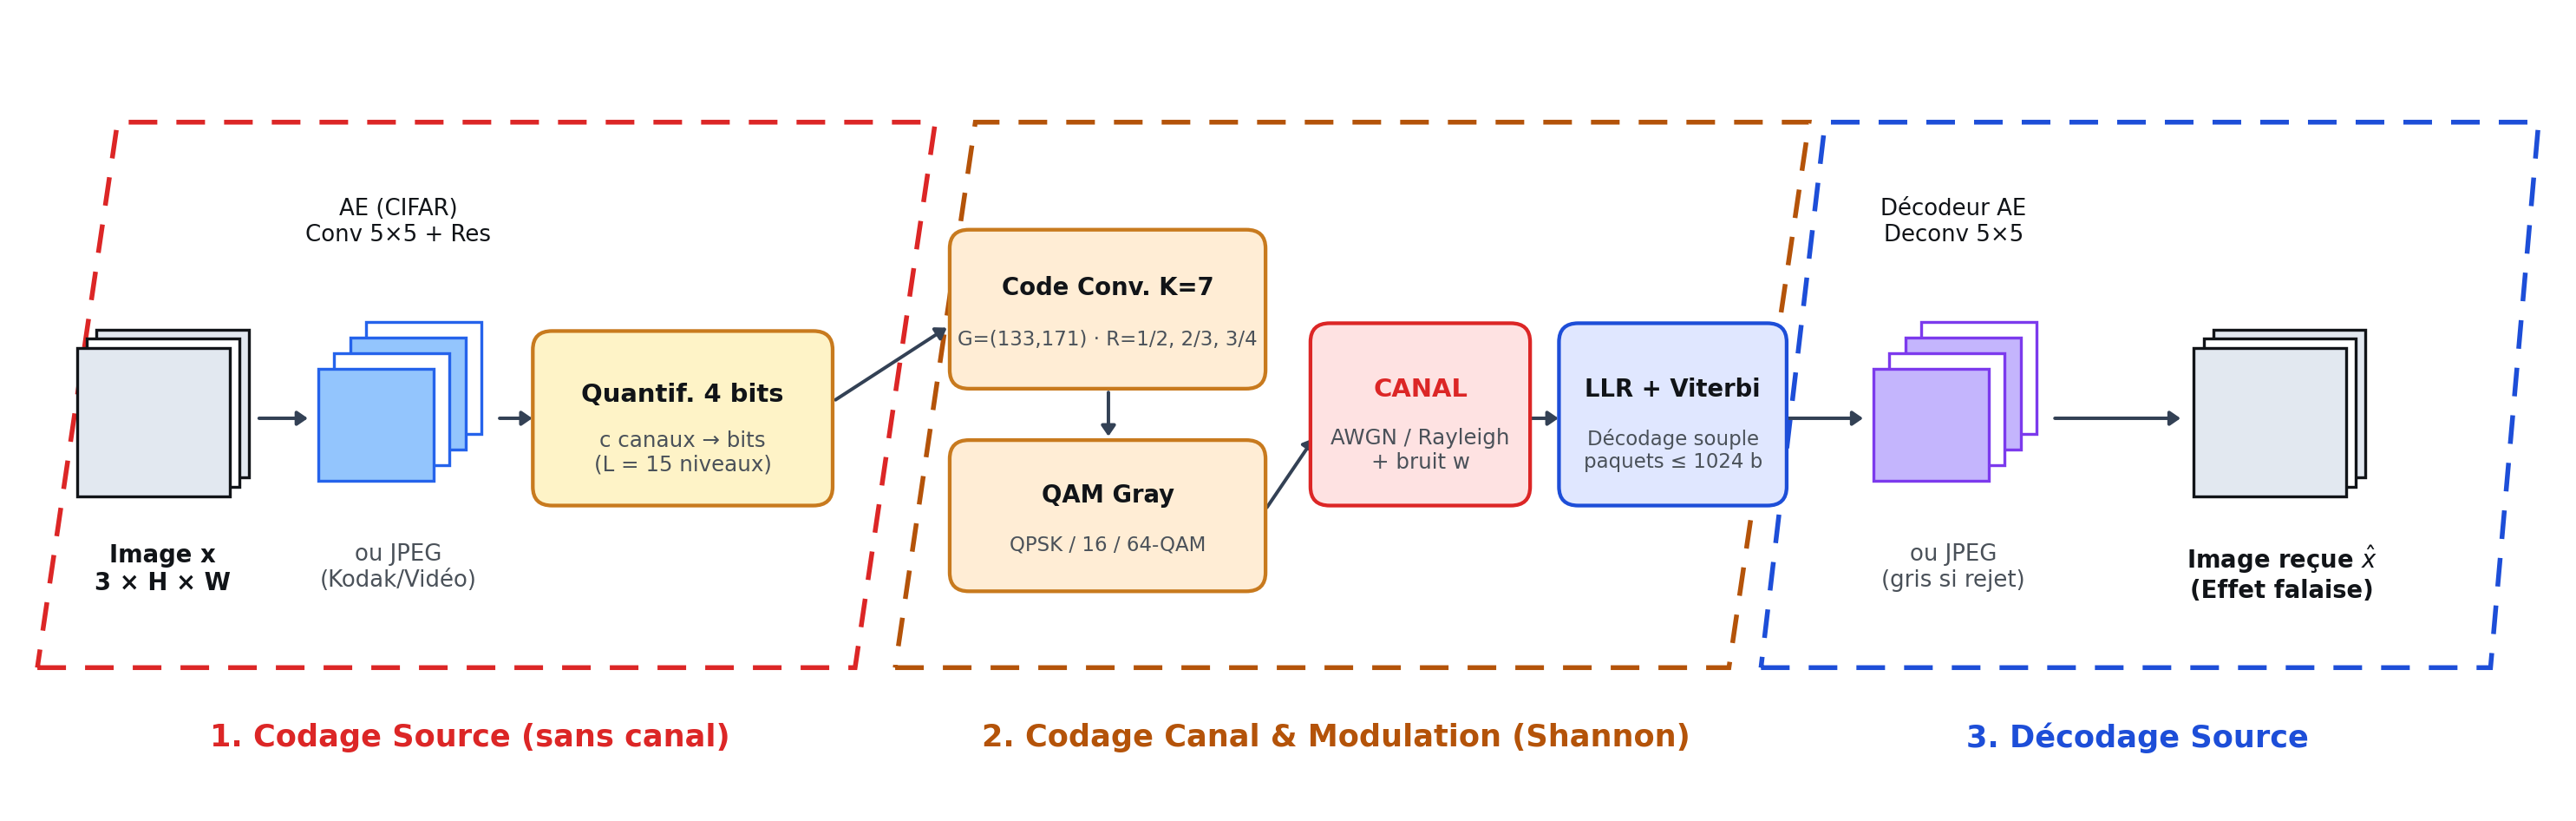 AE (CIFAR)
Conv 5×5 + Res
Image x
3 × H × W
ou JPEG
(Kodak/Vidéo)
Quantif. 4 bits
c canaux → bits
(L = 15 niveaux)
1. Codage Source (sans canal)
Code Conv. K=7
G=(133,171) · R=1/2, 2/3, 3/4
QAM Gray
QPSK / 16 / 64-QAM
CANAL
AWGN / Rayleigh
+ bruit w
LLR + Viterbi
Décodage souple
paquets ≤ 1024 b
2. Codage Canal & Modulation (Shannon)
Décodeur AE
Deconv 5×5
ou JPEG
(gris si rejet)
Image reçue x̂
(Effet falaise)
3. Décodage Source